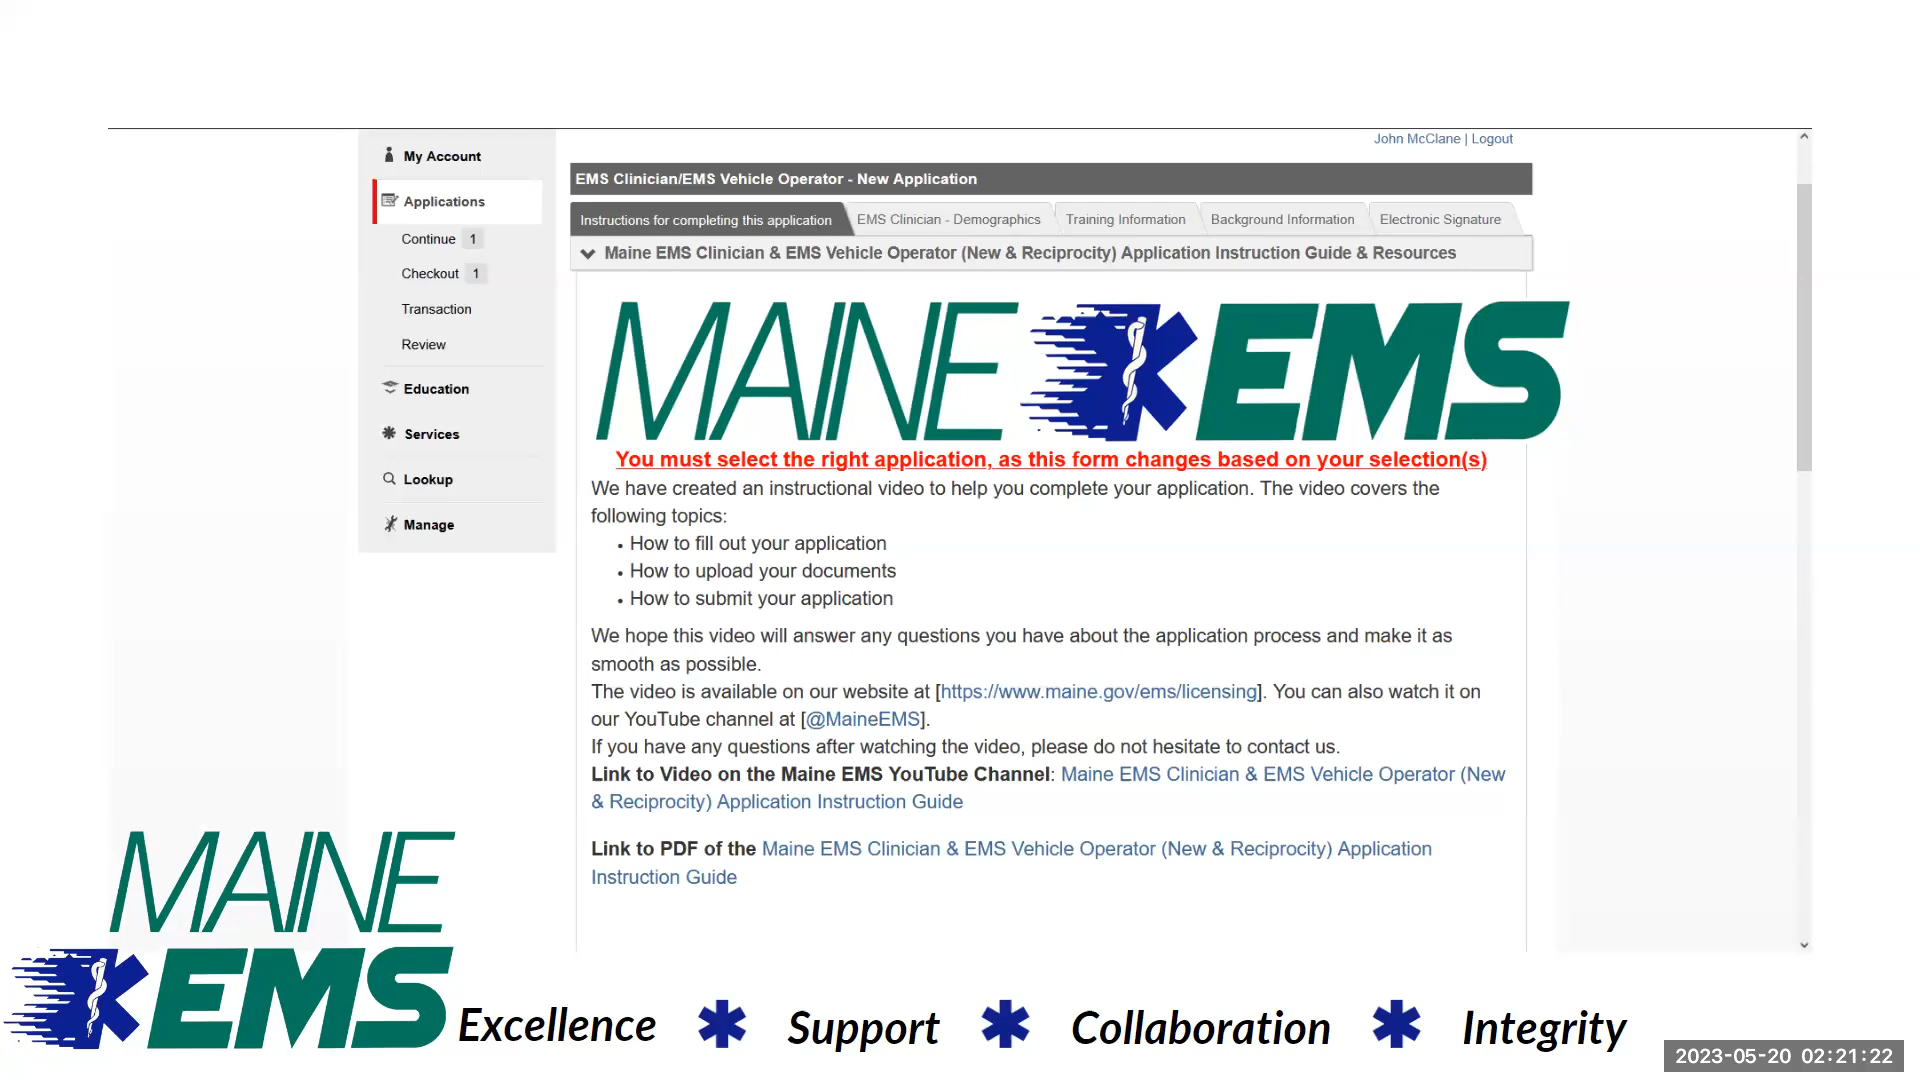 John McClane | Logout
My Account
Applications
Continue 1
Checkout 1
Transaction
Review
Education
Services
Lookup
Manage
EMS Clinician/EMS Vehicle Operator - New Application
Instructions for completing this application
EMS Clinician - Demographics
Training Information
Background Information
Electronic Signature
Maine EMS Clinician & EMS Vehicle Operator (New & Reciprocity) Application Instruction Guide & Resources
MAINE EMS
You must select the right application, as this form changes based on your selection(s)
We have created an instructional video to help you complete your application. The video covers the
following topics:
• How to fill out your application
• How to upload your documents
• How to submit your application
We hope this video will answer any questions you have about the application process and make it as
smooth as possible.
The video is available on our website at [https://www.maine.gov/ems/licensing]. You can also watch it on
our YouTube channel at [@MaineEMS].
If you have any questions after watching the video, please do not hesitate to contact us.
Link to Video on the Maine EMS YouTube Channel: Maine EMS Clinician & EMS Vehicle Operator (New
& Reciprocity) Application Instruction Guide
Link to PDF of the Maine EMS Clinician & EMS Vehicle Operator (New & Reciprocity) Application
Instruction Guide
MAINE
EMS
Excellence Support Collaboration Integrity
2023-05-20 02:21:22